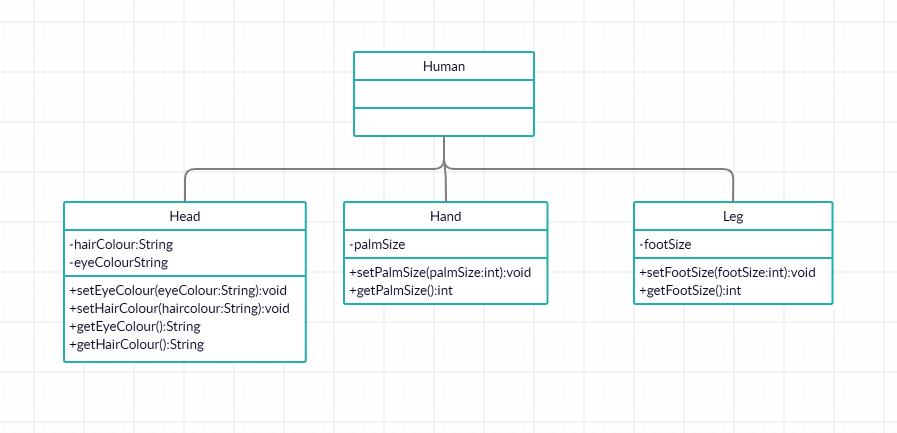 Human
Head
-hairColour:String
-eyeColourString
+setEyeColour(eyeColour:String):void
+setHairColour(haircolour:String):void
+getEyeColour():String
+getHairColour():String
Hand
-palmSize
+setPalmSize(palmSize:int):void
+getPalmSize():int
Leg
-footSize
+setFootSize(footSize:int):void
+getFootSize():int